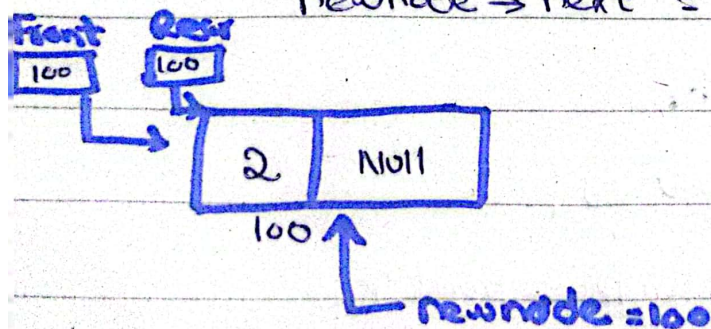 newnode → next =
Front Rear
100 100
2 Null
100
newnode = 100